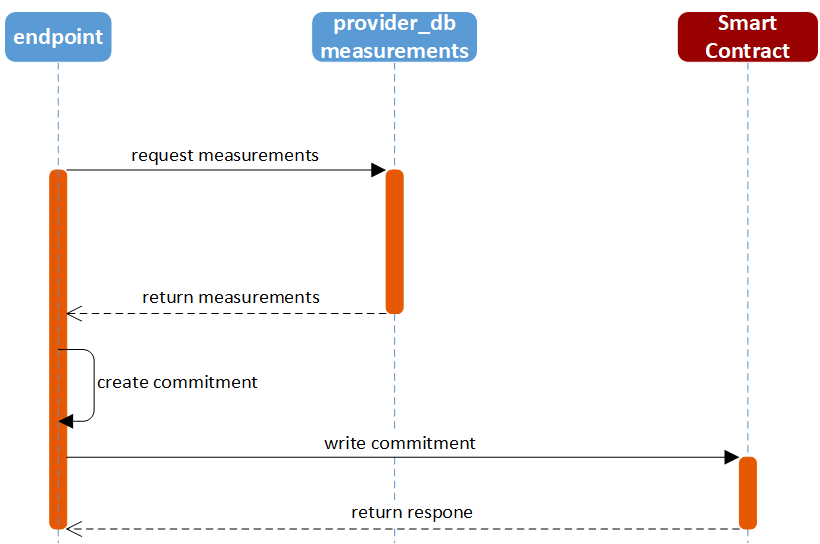 endpoint
provider_db
measurements
Smart
Contract
request measurements
return measurements
create commitment
write commitment
return respone